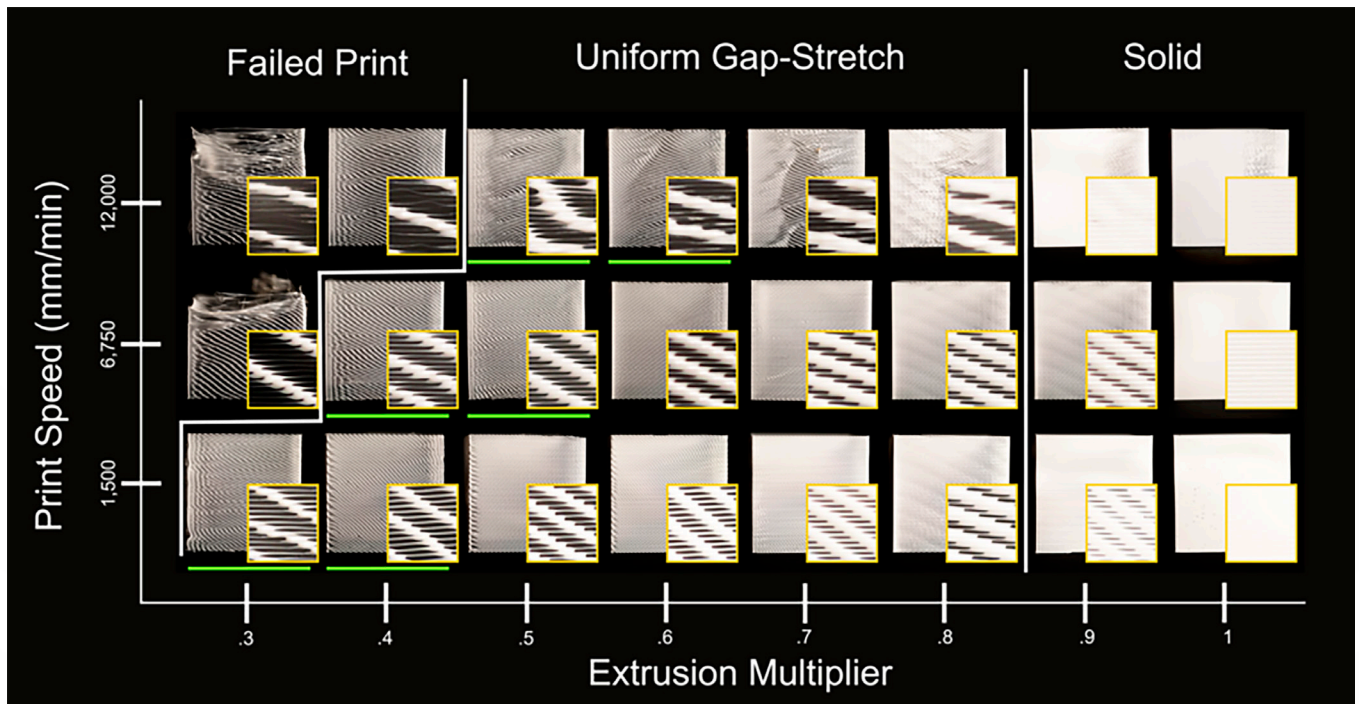 Failed Print
Uniform Gap-Stretch
Solid
Print Speed (mm/min)
12,000
6,750
1,500
.3
.4
.5
.6
.7
.8
.9
1
Extrusion Multiplier